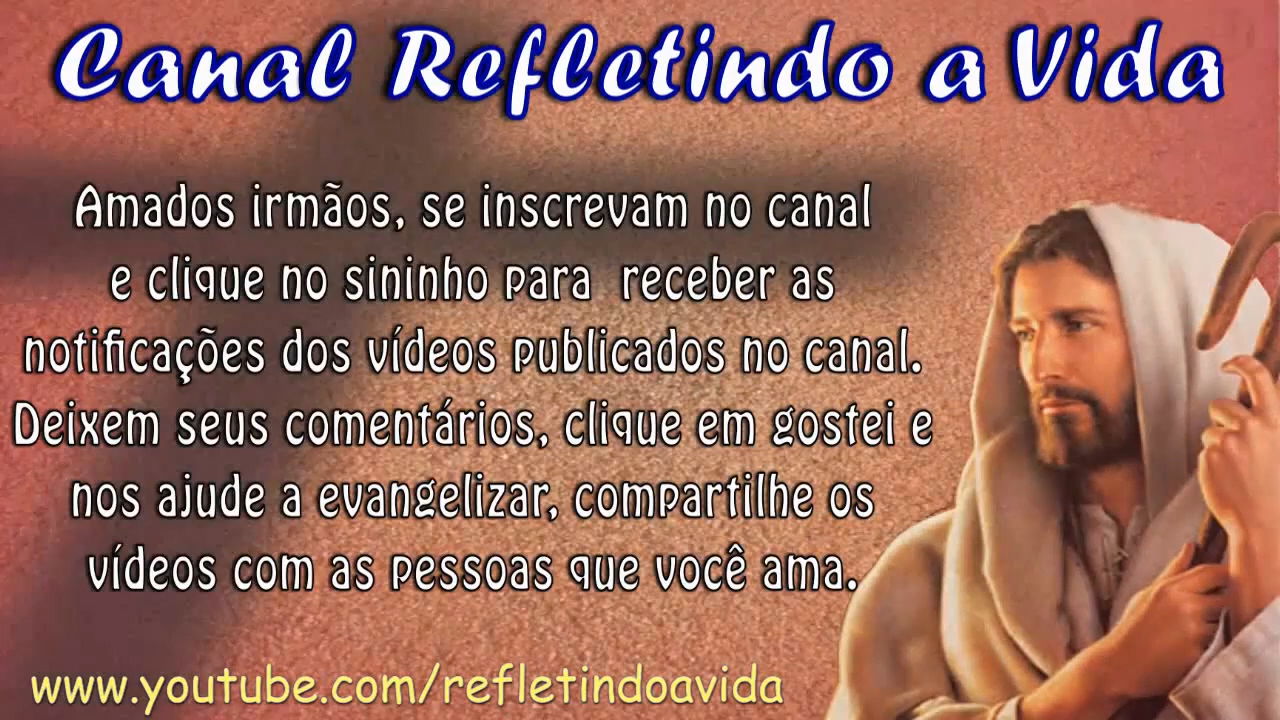 Canal Refletindo a Vida
Amados irmãos, se inscrevam no canal
e clique no sininho para receber as
notificações dos vídeos publicados no canal.
Deixem seus comentários, clique em gostei e
nos ajude a evangelizar, compartilhe os
vídeos com as pessoas que você ama.
www.youtube.com/refletindoavida